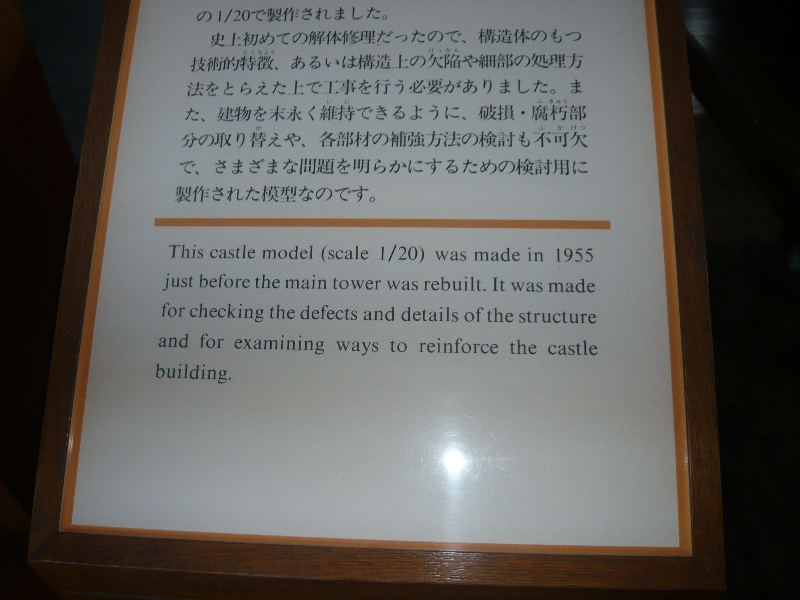 の1/20で製作されました。
史上初めての解体修理だったので、構造体のもつ
技術的特徴、あるいは構造上の欠陥や細部の処理方
法をとらえた上で工事を行う必要がありました。ま
た、建物を末永く維持できるように、破損・腐朽部
分の取り替えや、各部材の補強方法の検討も不可欠
で、さまざまな問題を明らかにするための検討用に
製作された模型なのです。
This castle model (scale 1/20) was made in 1955
just before the main tower was rebuilt. It was made
for checking the defects and details of the structure
and for examining ways to reinforce the castle
building.